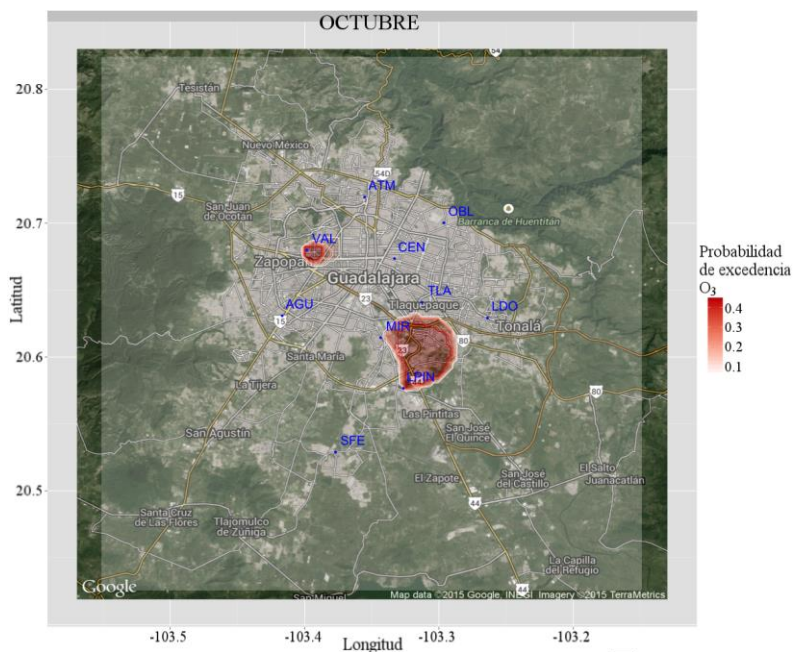 OCTUBRE
20.8
20.7
20.6
20.5
Latitud
-103.5
-103.4
-103.3
-103.2
Longitud
54
Tesistán
Nuevo México
54D
ATM
15
San Juan
de Ocotán
OBL
Barranca de Huentitán
VAL
CEN
Zapopan
Guadalajara
TLA
23
Tlaquepaque
AGU
LDO
15
MIR
Tonalá
80
Santa María
23
LPIN
La Tijera
80
Las Pintitas
San Agustín
San José
El Quince
SFE
El Zapote
San José
del Castillo
El Salto
Juanacatlán
44
Santa Cruz
de Las Flores
Tlajomulco
de Zúñiga
La Capilla
del Refugio
44
Google
San Miguel
Map data ©2015 Google, INEGI Imagery ©2015 TerraMetrics
Probabilidad
de excedencia
O₃
0.4
0.3
0.2
0.1